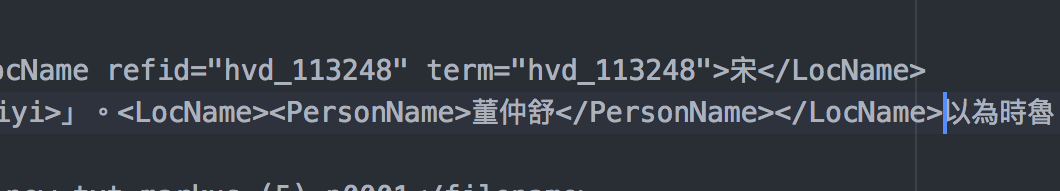 ocName refid="hvd_113248" term="hvd_113248">宋</LocName>
iyi>」。<LocName><PersonName>董仲舒</PersonName></LocName>以為時魯